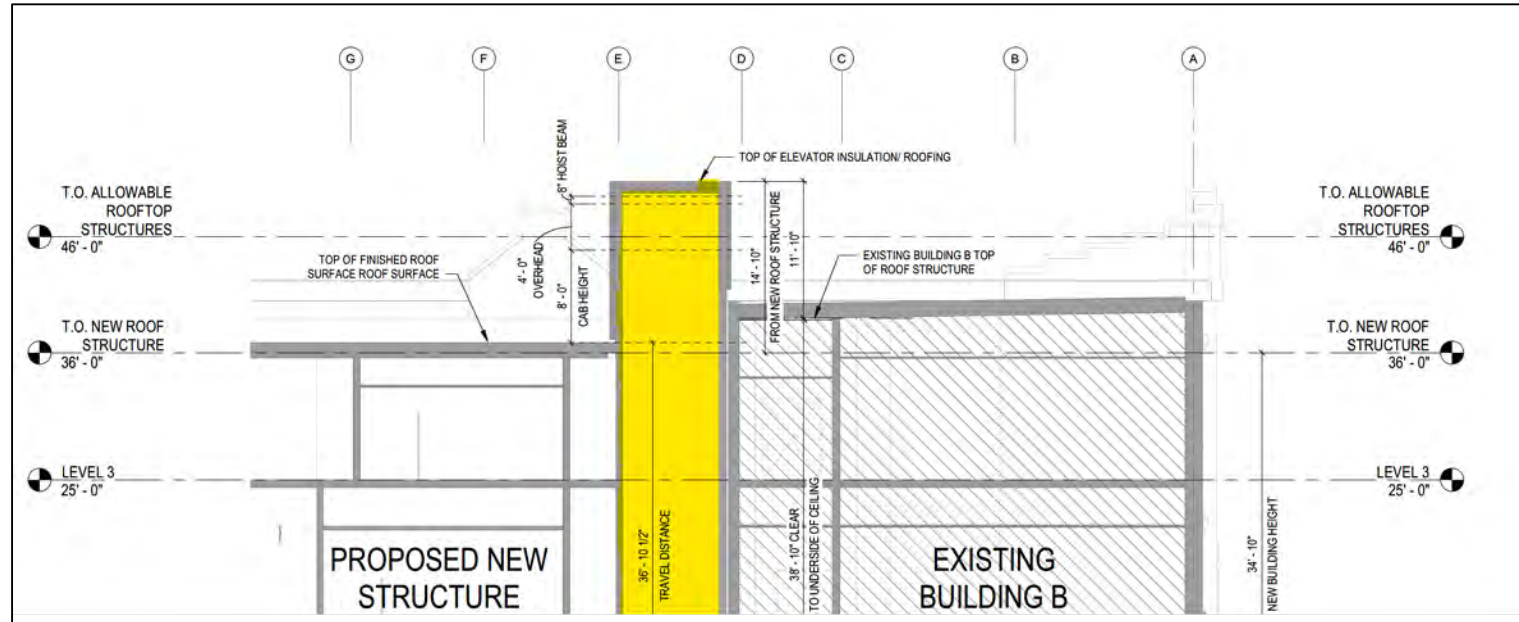 G
F
E
D
C
B
A
8" HOIST BEAM
TOP OF ELEVATOR INSULATION/ ROOFING
T.O. ALLOWABLE
ROOFTOP
STRUCTURES
46' - 0"
T.O. ALLOWABLE
ROOFTOP
STRUCTURES
46' - 0"
TOP OF FINISHED ROOF
SURFACE ROOF SURFACE
4' - 0"
OVERHEAD
8' - 0"
CAB HEIGHT
14' - 10"
FROM NEW ROOF STRUCTURE
11' - 10"
EXISTING BUILDING B TOP
OF ROOF STRUCTURE
T.O. NEW ROOF
STRUCTURE
36' - 0"
T.O. NEW ROOF
STRUCTURE
36' - 0"
LEVEL 3
25' - 0"
LEVEL 3
25' - 0"
PROPOSED NEW
STRUCTURE
36' - 10 1/2"
TRAVEL DISTANCE
38' - 10" CLEAR
TO UNDERSIDE OF CEILING
EXISTING
BUILDING B
34' - 10"
NEW BUILDING HEIGHT